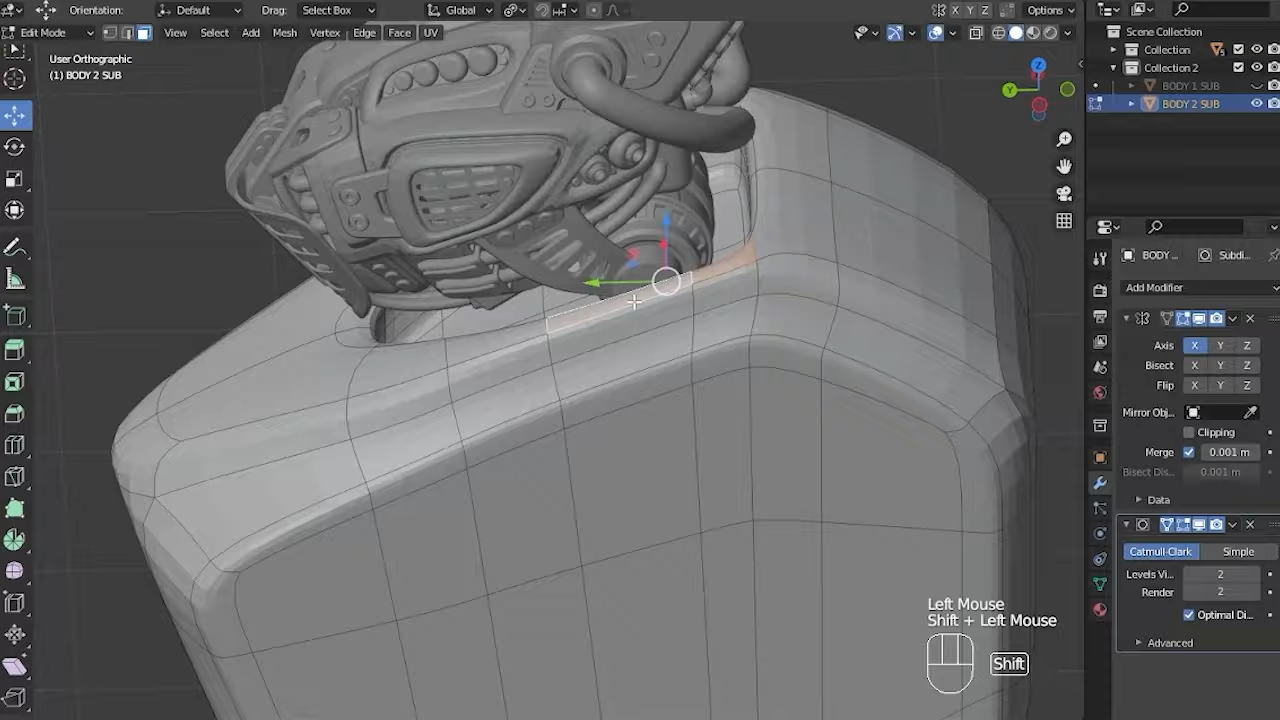 Orientation: Default Drag: Select Box Global X Y Z Options
Edit Mode View Select Add Mesh Vertex Edge Face UV
User Orthographic
(1) BODY 2 SUB
Z
Y
Scene Collection
Collection 5
Collection 2
BODY 1 SUB
BODY 2 SUB
BODY ... Subdi...
Add Modifier
Axis X Y Z
Bisect X Y Z
Flip X Y Z
Mirror Obj...
Clipping
Merge 0.001 m
Bisect Dis... 0.001 m
Data
Catmull-Clark Simple
Levels Vi... 2
Render 2
Optimal Di...
Advanced
Left Mouse
Shift + Left Mouse
Shift